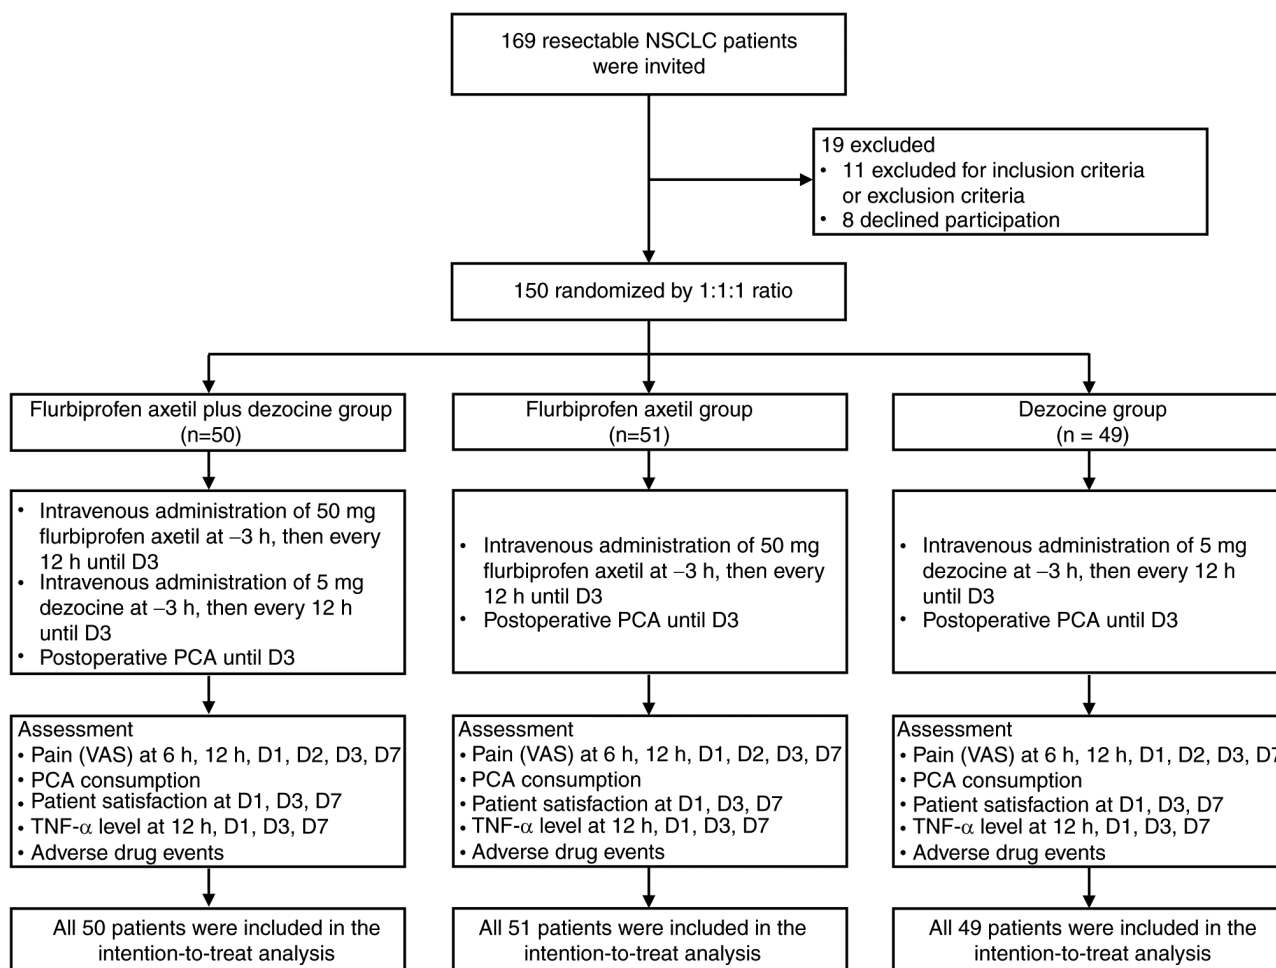 169 resectable NSCLC patients
were invited
19 excluded
• 11 excluded for inclusion criteria
or exclusion criteria
• 8 declined participation
150 randomized by 1:1:1 ratio
Flurbiprofen axetil plus dezocine group
(n=50)
Flurbiprofen axetil group
(n=51)
Dezocine group
(n = 49)
• Intravenous administration of 50 mg
flurbiprofen axetil at –3 h, then every
12 h until D3
• Intravenous administration of 5 mg
dezocine at –3 h, then every 12 h
until D3
• Postoperative PCA until D3
• Intravenous administration of 50 mg
flurbiprofen axetil at –3 h, then every
12 h until D3
• Postoperative PCA until D3
• Intravenous administration of 5 mg
dezocine at –3 h, then every 12 h
until D3
• Postoperative PCA until D3
Assessment
• Pain (VAS) at 6 h, 12 h, D1, D2, D3, D7
• PCA consumption
• Patient satisfaction at D1, D3, D7
• TNF-α level at 12 h, D1, D3, D7
• Adverse drug events
Assessment
• Pain (VAS) at 6 h, 12 h, D1, D2, D3, D7
• PCA consumption
• Patient satisfaction at D1, D3, D7
• TNF-α level at 12 h, D1, D3, D7
• Adverse drug events
Assessment
• Pain (VAS) at 6 h, 12 h, D1, D2, D3, D7
• PCA consumption
• Patient satisfaction at D1, D3, D7
• TNF-α level at 12 h, D1, D3, D7
• Adverse drug events
All 50 patients were included in the
intention-to-treat analysis
All 51 patients were included in the
intention-to-treat analysis
All 49 patients were included in the
intention-to-treat analysis